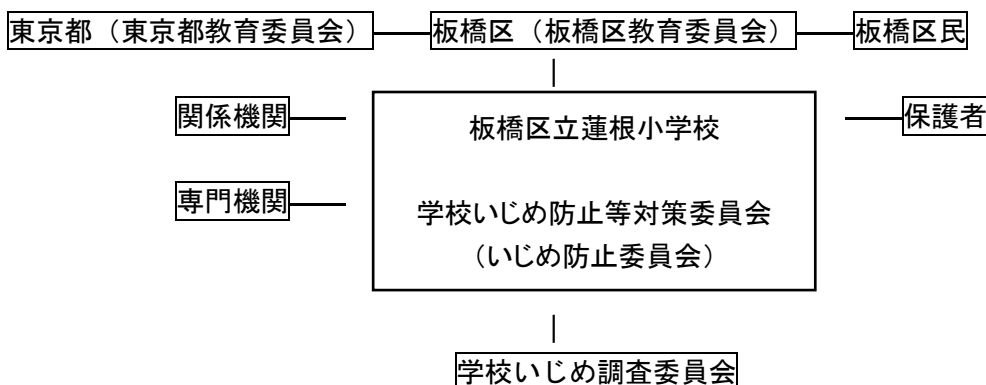 東京都（東京都教育委員会） 板橋区（板橋区教育委員会） 板橋区民
関係機関
板橋区立蓮根小学校
保護者
専門機関
学校いじめ防止等対策委員会
（いじめ防止委員会）
学校いじめ調査委員会